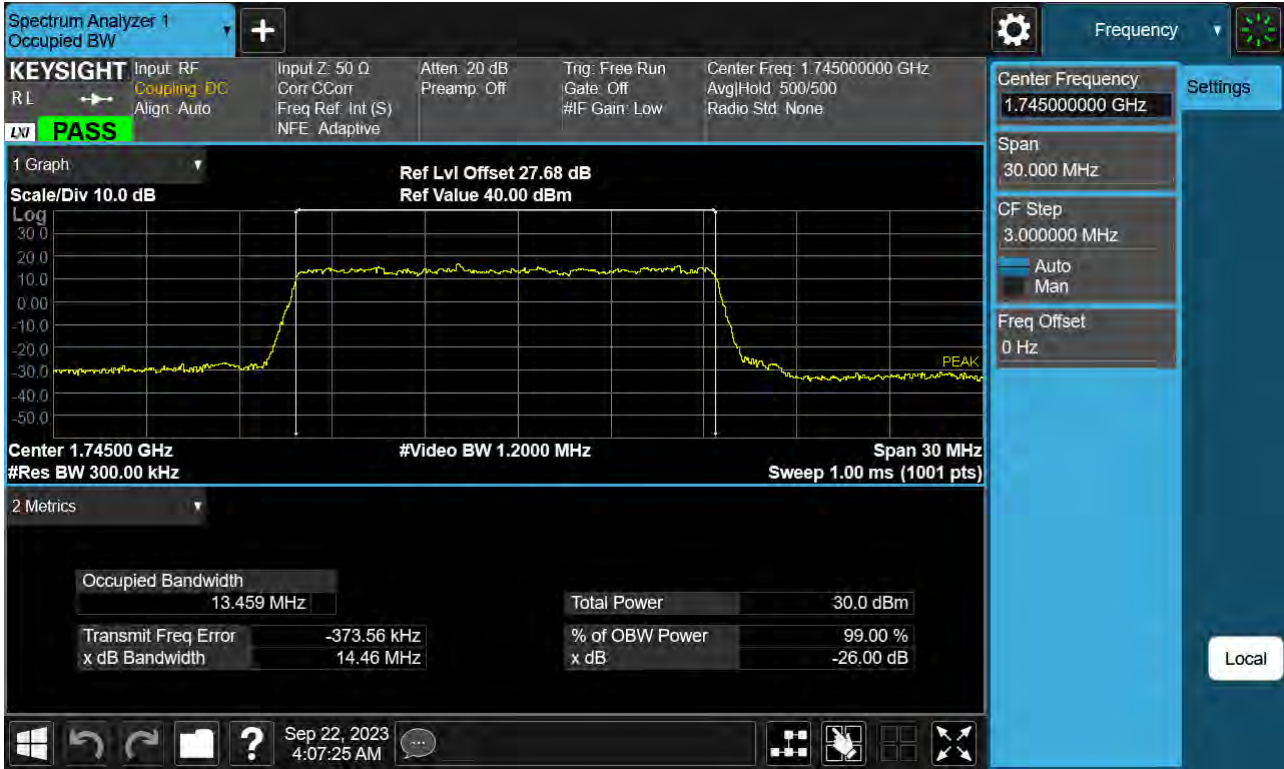 Spectrum Analyzer 1
Occupied BW
Frequency
KEYSIGHT
RL
LXI
PASS
Input: RF
Coupling: DC
Align: Auto
Input Z: 50 Ω
Corr CCorr
Freq Ref: Int (S)
NFE: Adaptive
Atten: 20 dB
Preamp: Off
Trig: Free Run
Gate: Off
#IF Gain: Low
Center Freq: 1.745000000 GHz
Avg|Hold: 500/500
Radio Std: None
Center Frequency
1.745000000 GHz
Settings
Span
30.000 MHz
CF Step
3.000000 MHz
Auto
Man
Freq Offset
0 Hz
Local
1 Graph
Scale/Div 10.0 dB
Ref Lvl Offset 27.68 dB
Ref Value 40.00 dBm
Log
30.0
20.0
10.0
0.00
-10.0
-20.0
-30.0
-40.0
-50.0
PEAK
Center 1.74500 GHz
#Video BW 1.2000 MHz
Span 30 MHz
#Res BW 300.00 kHz
Sweep 1.00 ms (1001 pts)
2 Metrics
Occupied Bandwidth
13.459 MHz
Total Power 30.0 dBm
Transmit Freq Error -373.56 kHz
% of OBW Power 99.00 %
x dB Bandwidth 14.46 MHz
x dB -26.00 dB
?
Sep 22, 2023
4:07:25 AM